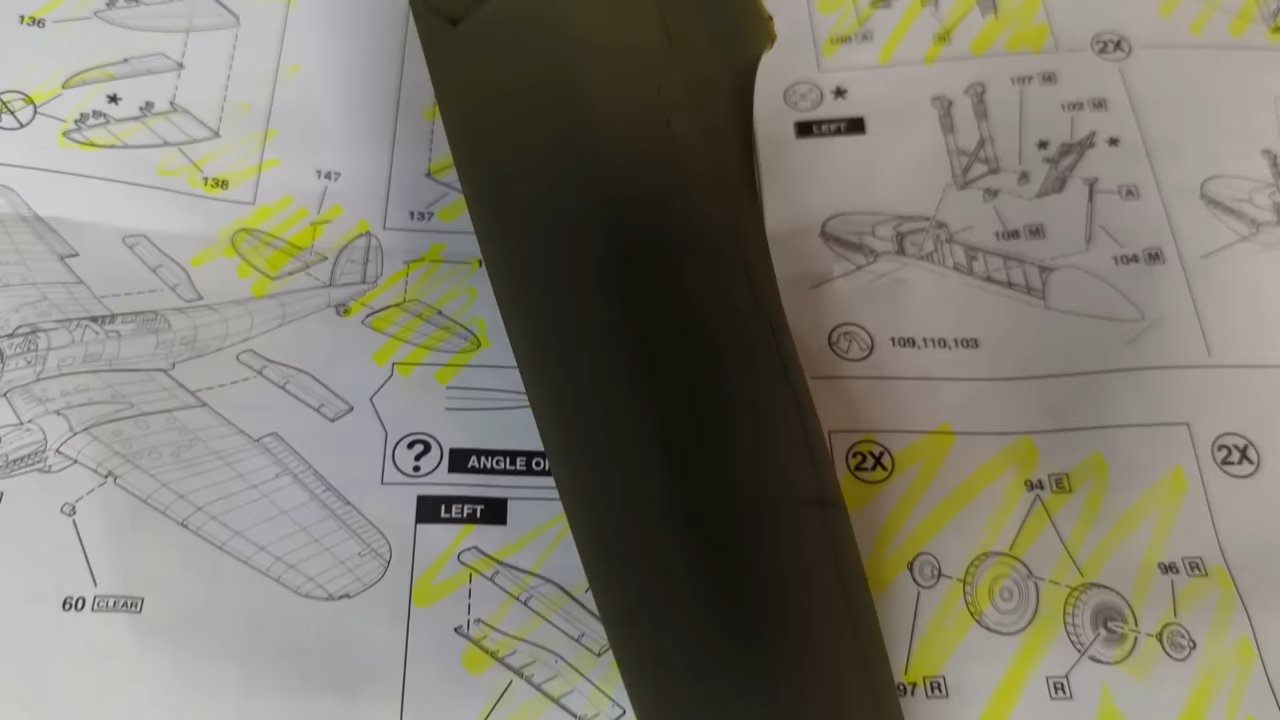 136
*
138
147
137
?
ANGLE
LEFT
60 CLEAR
2X
*
LEFT
107 M
102 M
*
*
A
108 M
104 M
109,110,103
2X
2X
94 E
96 R
97 R
R